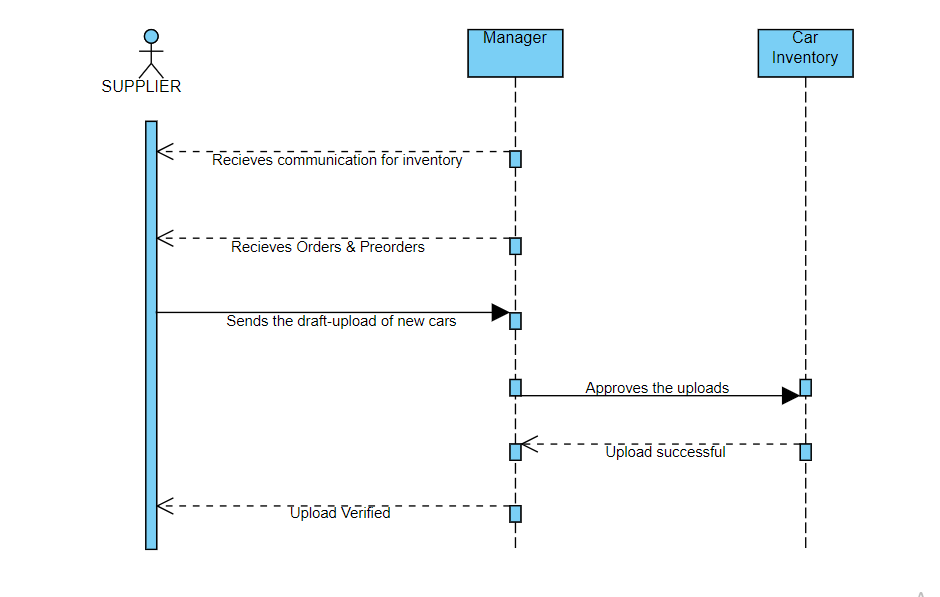 Manager
Car
Inventory
SUPPLIER
Recieves communication for inventory
Recieves Orders & Preorders
Sends the draft-upload of new cars
Approves the uploads
Upload successful
Upload Verified